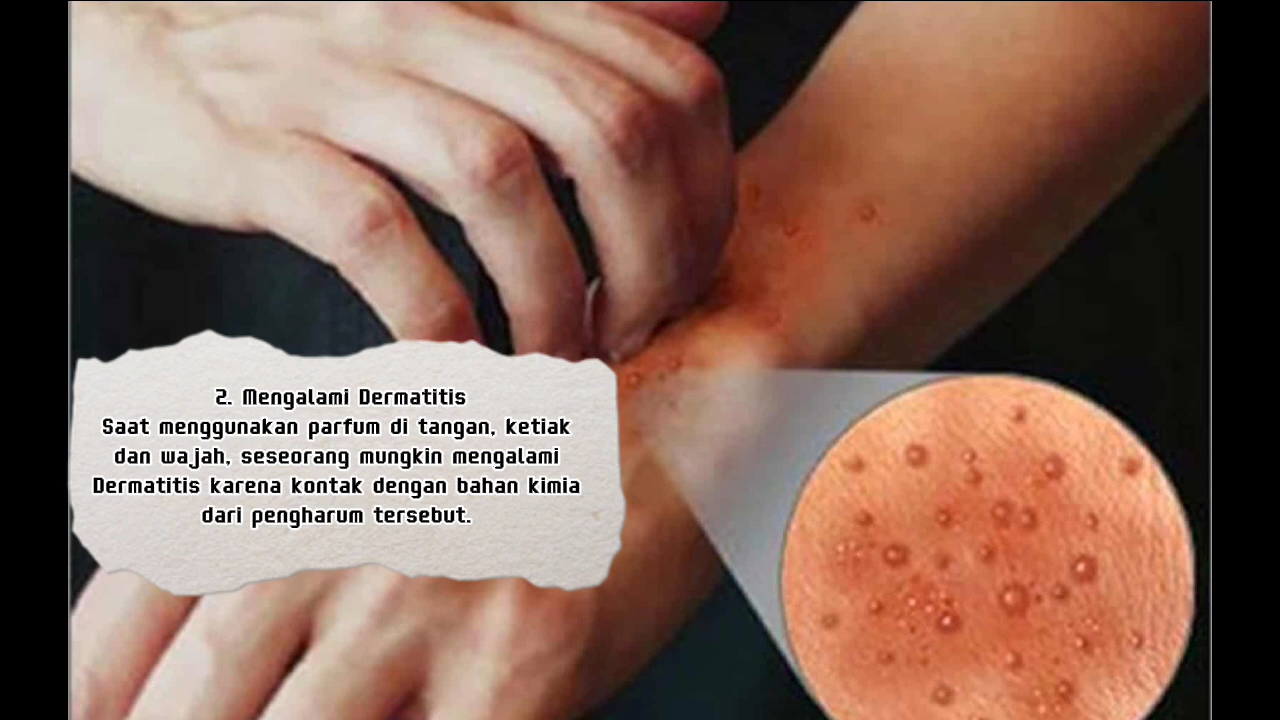 2. Mengalami Dermatitis
Saat menggunakan parfum di tangan, ketiak
dan wajah, seseorang mungkin mengalami
Dermatitis karena kontak dengan bahan kimia
dari pengharum tersebut.